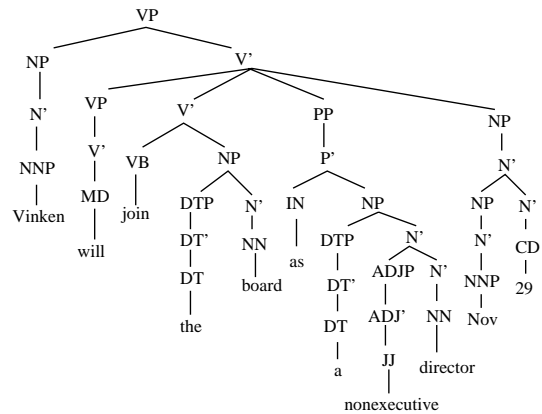 VP
NP V'
N' VP V' PP NP
NNP V' VB NP P' N'
Vinken MD join DTP N' IN NP NP N'
will DT' NN as DTP N' N' CD
DT board DT' ADJP N' NNP 29
the DT ADJ' NN Nov
a JJ director
nonexecutive